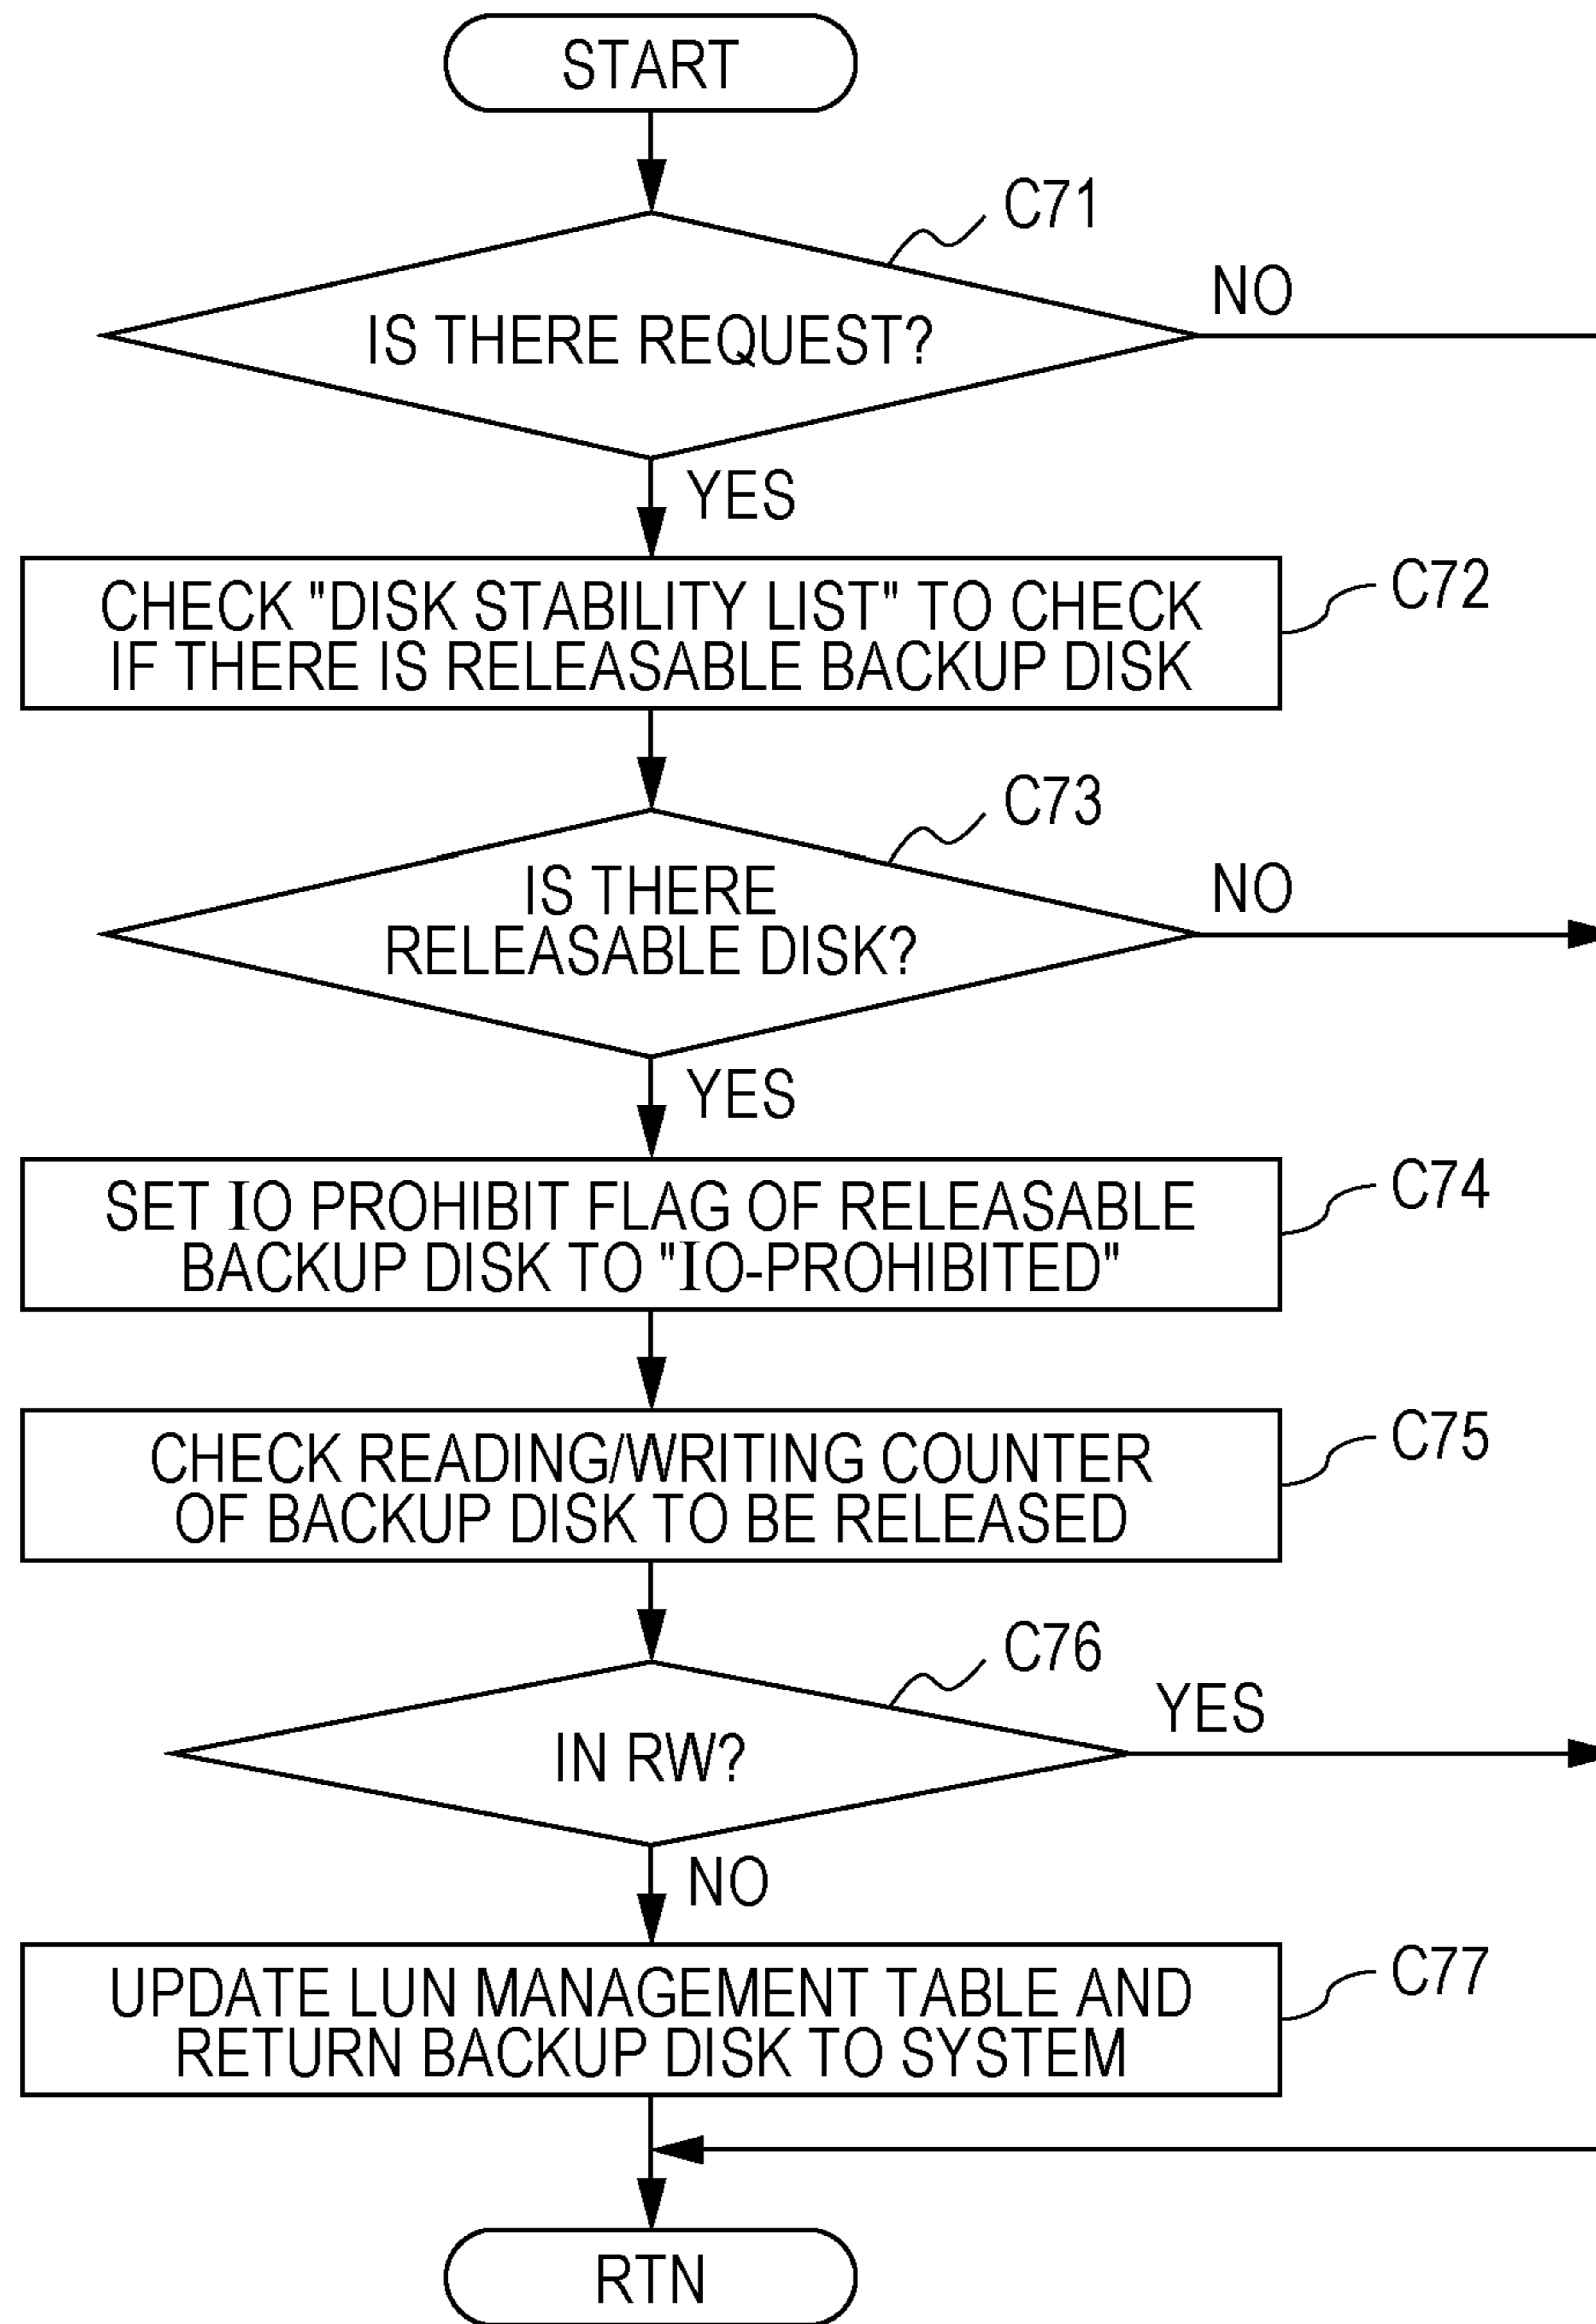 START
C71
IS THERE REQUEST?
NO
YES
CHECK "DISK STABILITY LIST" TO CHECK
IF THERE IS RELEASABLE BACKUP DISK
C72
C73
IS THERE
RELEASABLE DISK?
NO
YES
SET IO PROHIBIT FLAG OF RELEASABLE
BACKUP DISK TO "IO-PROHIBITED"
C74
CHECK READING/WRITING COUNTER
OF BACKUP DISK TO BE RELEASED
C75
C76
IN RW?
YES
NO
UPDATE LUN MANAGEMENT TABLE AND
RETURN BACKUP DISK TO SYSTEM
C77
RTN